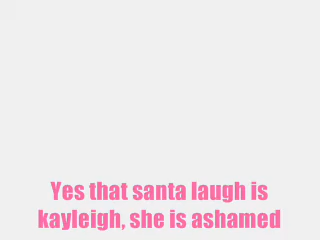 Yes that santa laugh is
kayleigh, she is ashamed